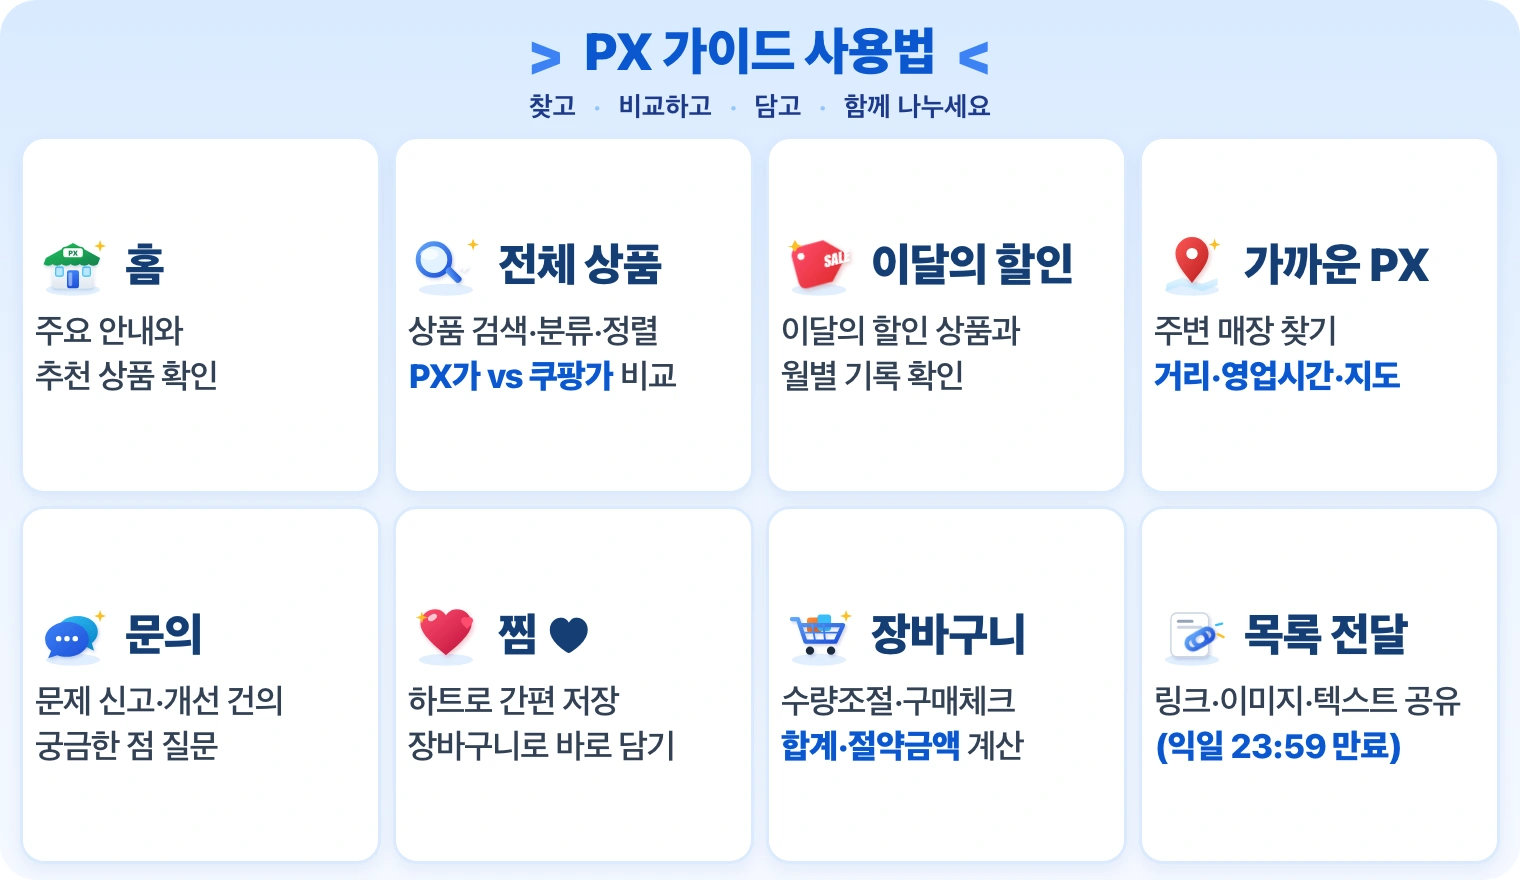 > PX 가이드 사용법 <
찾고 · 비교하고 · 담고 · 함께 나누세요
PX
홈
주요 안내와
추천 상품 확인
전체 상품
상품 검색·분류·정렬
PX가 vs 쿠팡가 비교
SALE
이달의 할인
이달의 할인 상품과
월별 기록 확인
가까운 PX
주변 매장 찾기
거리·영업시간·지도
문의
문제 신고·개선 건의
궁금한 점 질문
찜 ♥
하트로 간편 저장
장바구니로 바로 담기
장바구니
수량조절·구매체크
합계·절약금액 계산
목록 전달
링크·이미지·텍스트 공유
(익일 23:59 만료)